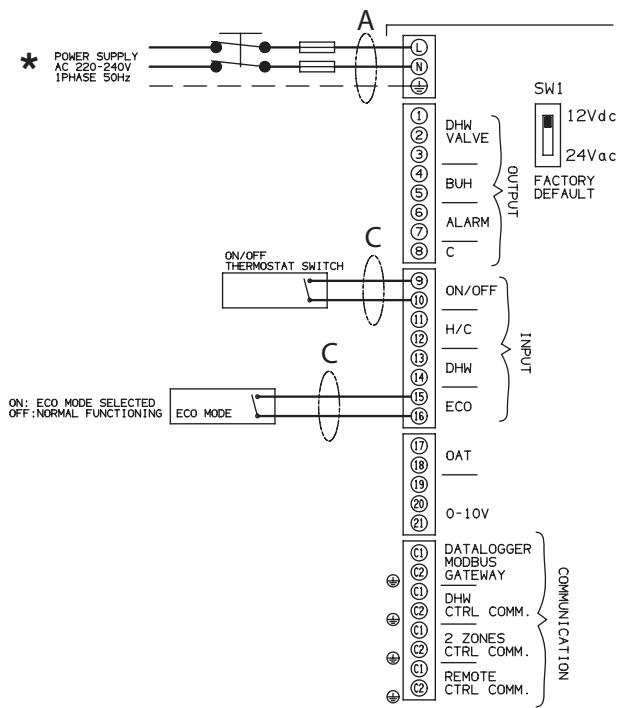 A
*
POWER SUPPLY
AC 220-240V
1PHASE 50Hz
L
N
SW1
12Vdc
24Vac
FACTORY
DEFAULT
1
2
3
4
5
6
7
8
DHW
VALVE
BUH
ALARM
C
OUTPUT
C
ON/OFF
THERMOSTAT SWITCH
9
10
11
12
13
14
15
16
ON/OFF
H/C
DHW
ECO
INPUT
C
ON: ECO MODE SELECTED
OFF:NORMAL FUNCTIONING
ECO MODE
17
18
19
20
21
OAT
0-10V
C1
C2
C1
C2
C1
C2
C1
C2
DATALOGGER
MODBUS
GATEWAY
DHW
CTRL COMM.
2 ZONES
CTRL COMM.
REMOTE
CTRL COMM.
COMMUNICATION